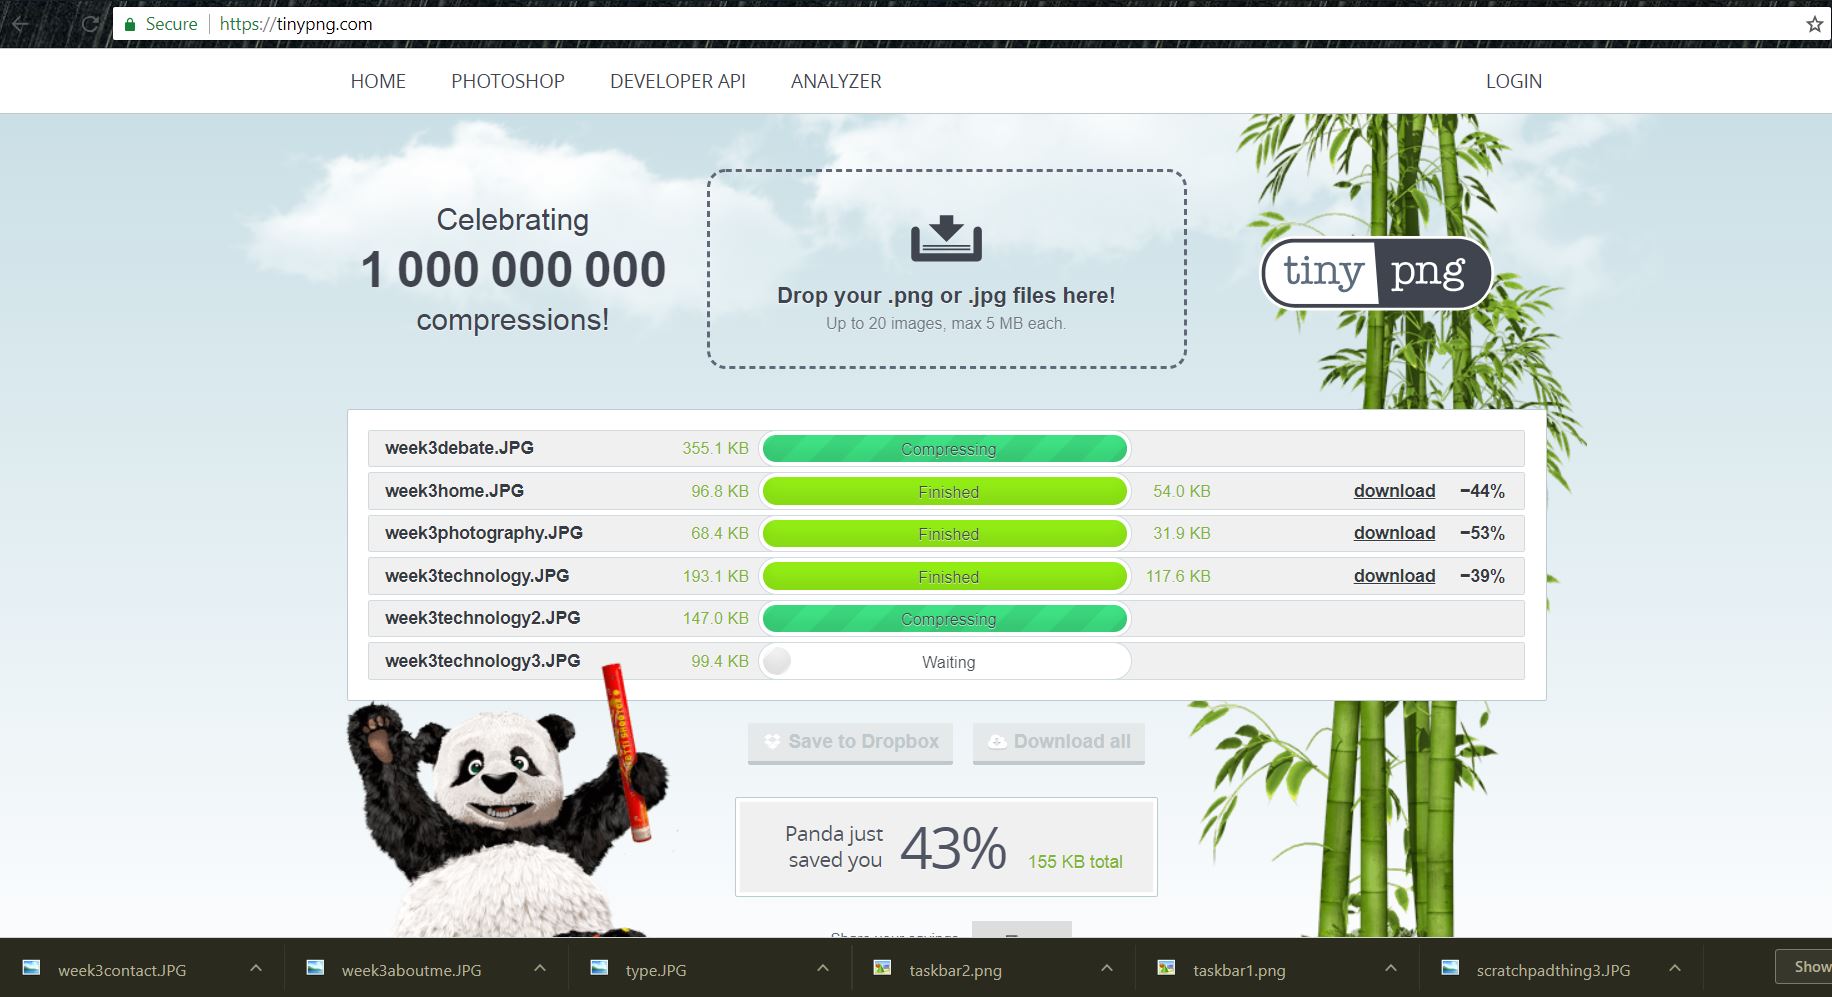 Secure https://tinypng.com
HOME PHOTOSHOP DEVELOPER API ANALYZER LOGIN
Celebrating
1 000 000 000
compressions!
Drop your .png or .jpg files here!
Up to 20 images, max 5 MB each.
tiny png
week3debate.JPG 355.1 KB Compressing
week3home.JPG 96.8 KB Finished 54.0 KB download −44%
week3photography.JPG 68.4 KB Finished 31.9 KB download −53%
week3technology.JPG 193.1 KB Finished 117.6 KB download −39%
week3technology2.JPG 147.0 KB Compressing
week3technology3.JPG 99.4 KB Waiting
Save to Dropbox Download all
Panda just
saved you
43%
155 KB total
week3contact.JPG week3aboutme.JPG type.JPG taskbar2.png taskbar1.png scratchpadthing3.JPG Show